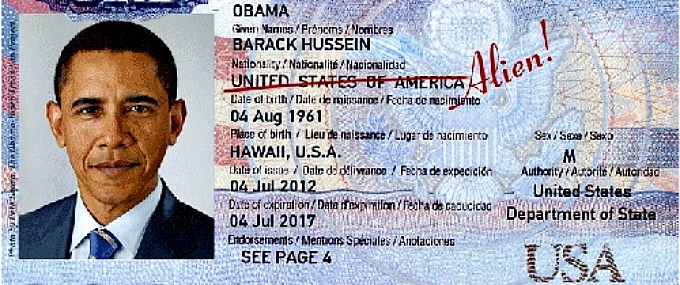 OBAMA
Given Names / Prénoms / Nombres
BARACK HUSSEIN
Nationality / Nationalité / Nacionalidad
UNITED STATES OF AMERICA Alien!
Date of birth / Date de naissance / Fecha de nacimiento
04 Aug 1961
Place of birth / Lieu de naissance / Lugar de nacimiento Sex / Sexe / Sexo
HAWAII, U.S.A. M
Date of issue / Date de délivrance / Fecha de expedición Authority / Autorité / Autoridad
04 Jul 2012 United States
Date of expiration / Date d'expiration / Fecha de caducidad Department of State
04 Jul 2017
Endorsements / Mentions Spéciales / Anotaciones
SEE PAGE 4 USA